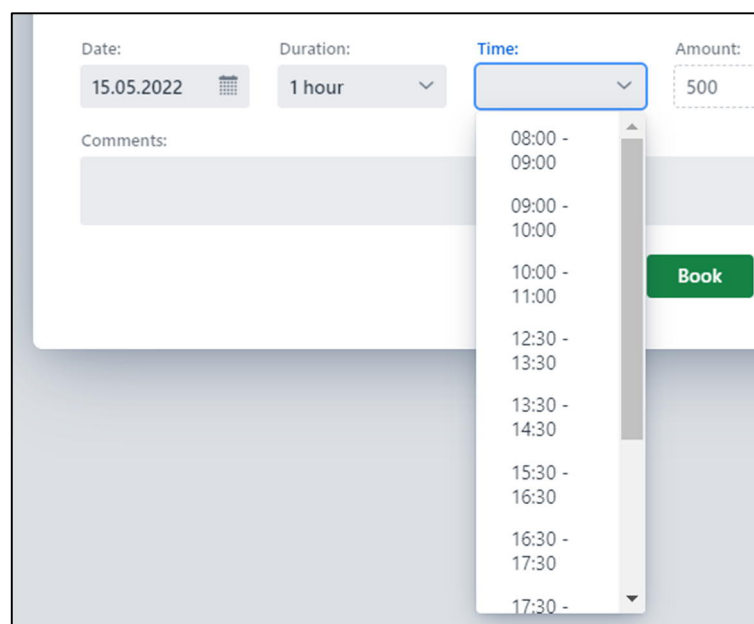 Date:
Duration:
Time:
Amount:
15.05.2022
1 hour
500
Comments:
08:00 -
09:00
09:00 -
10:00
10:00 -
11:00
12:30 -
13:30
13:30 -
14:30
15:30 -
16:30
16:30 -
17:30
17:30 -
Book